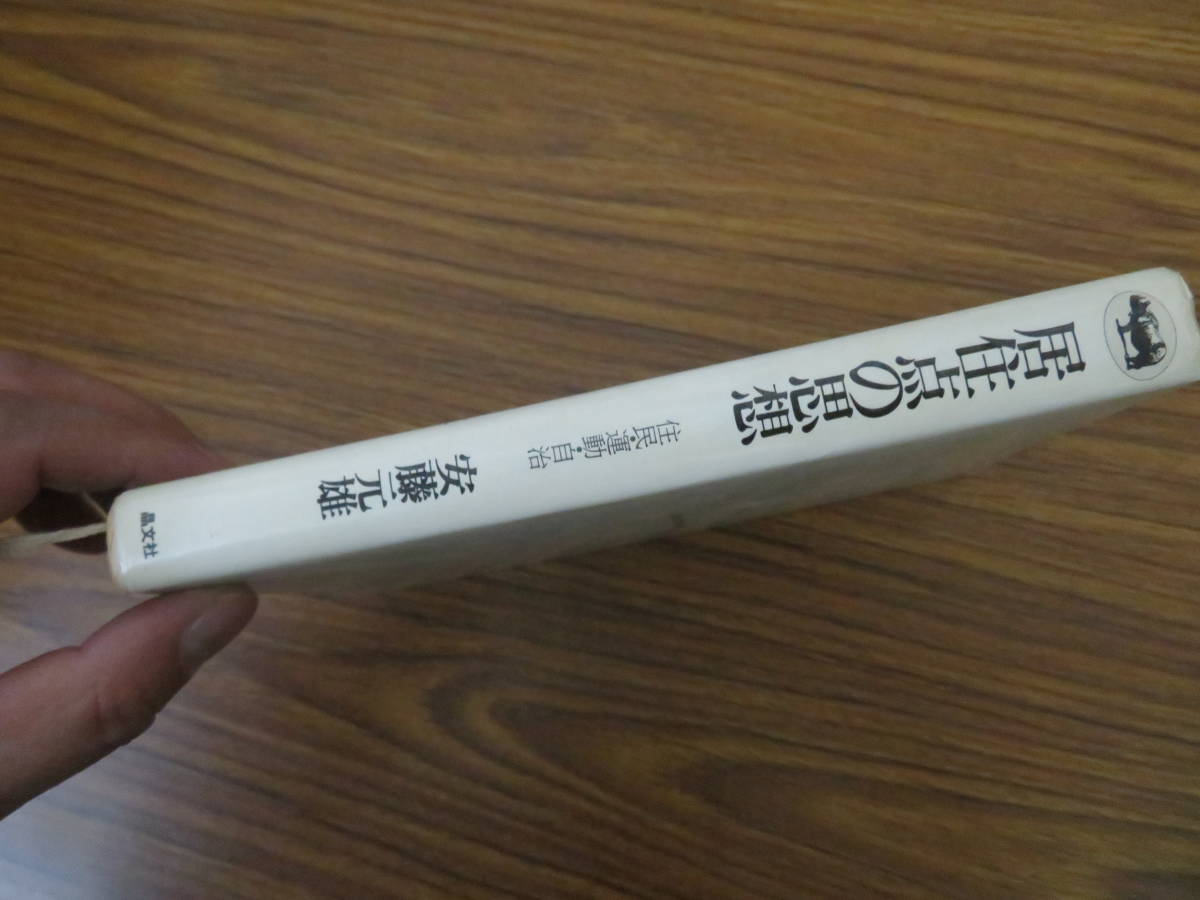 居住点の思想
住民・運動・自治
安藤元雄
晶文社